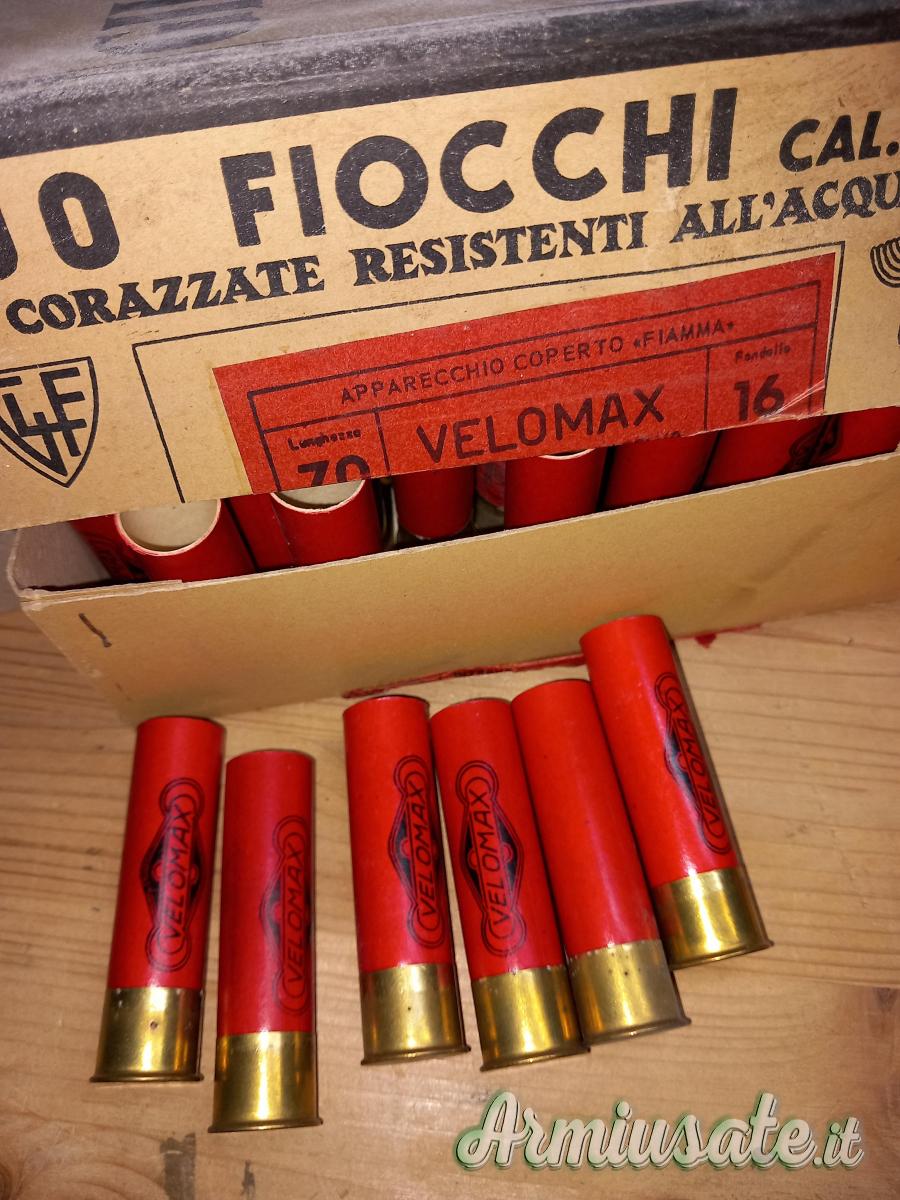 FIOCCHI CAL.
CORAZZATE RESISTENTI ALL'ACQU
GFL
APPARECCHIO COPERTO «FIAMMA»
Lunghezza
70
VELOMAX
Fondello
16
VELOMAX
VELOMAX
VELOMAX
VELOMAX
VELOMAX
Armiusate.it